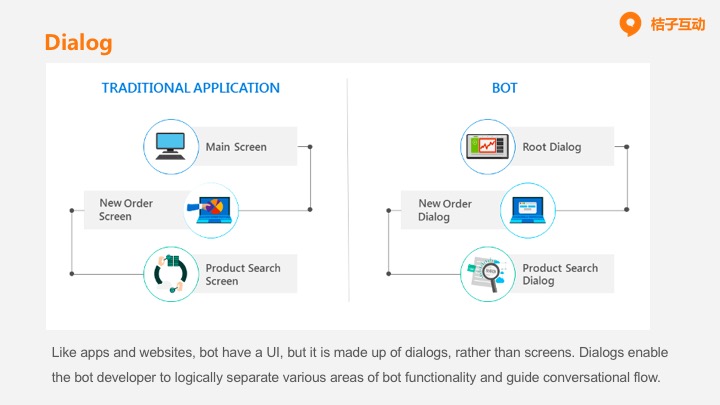 桔子互动
Dialog
TRADITIONAL APPLICATION
Main Screen
New Order
Screen
Product Search
Screen
BOT
Root Dialog
New Order
Dialog
Product Search
Dialog
Like apps and websites, bot have a UI, but it is made up of dialogs, rather than screens. Dialogs enable
the bot developer to logically separate various areas of bot functionality and guide conversational flow.